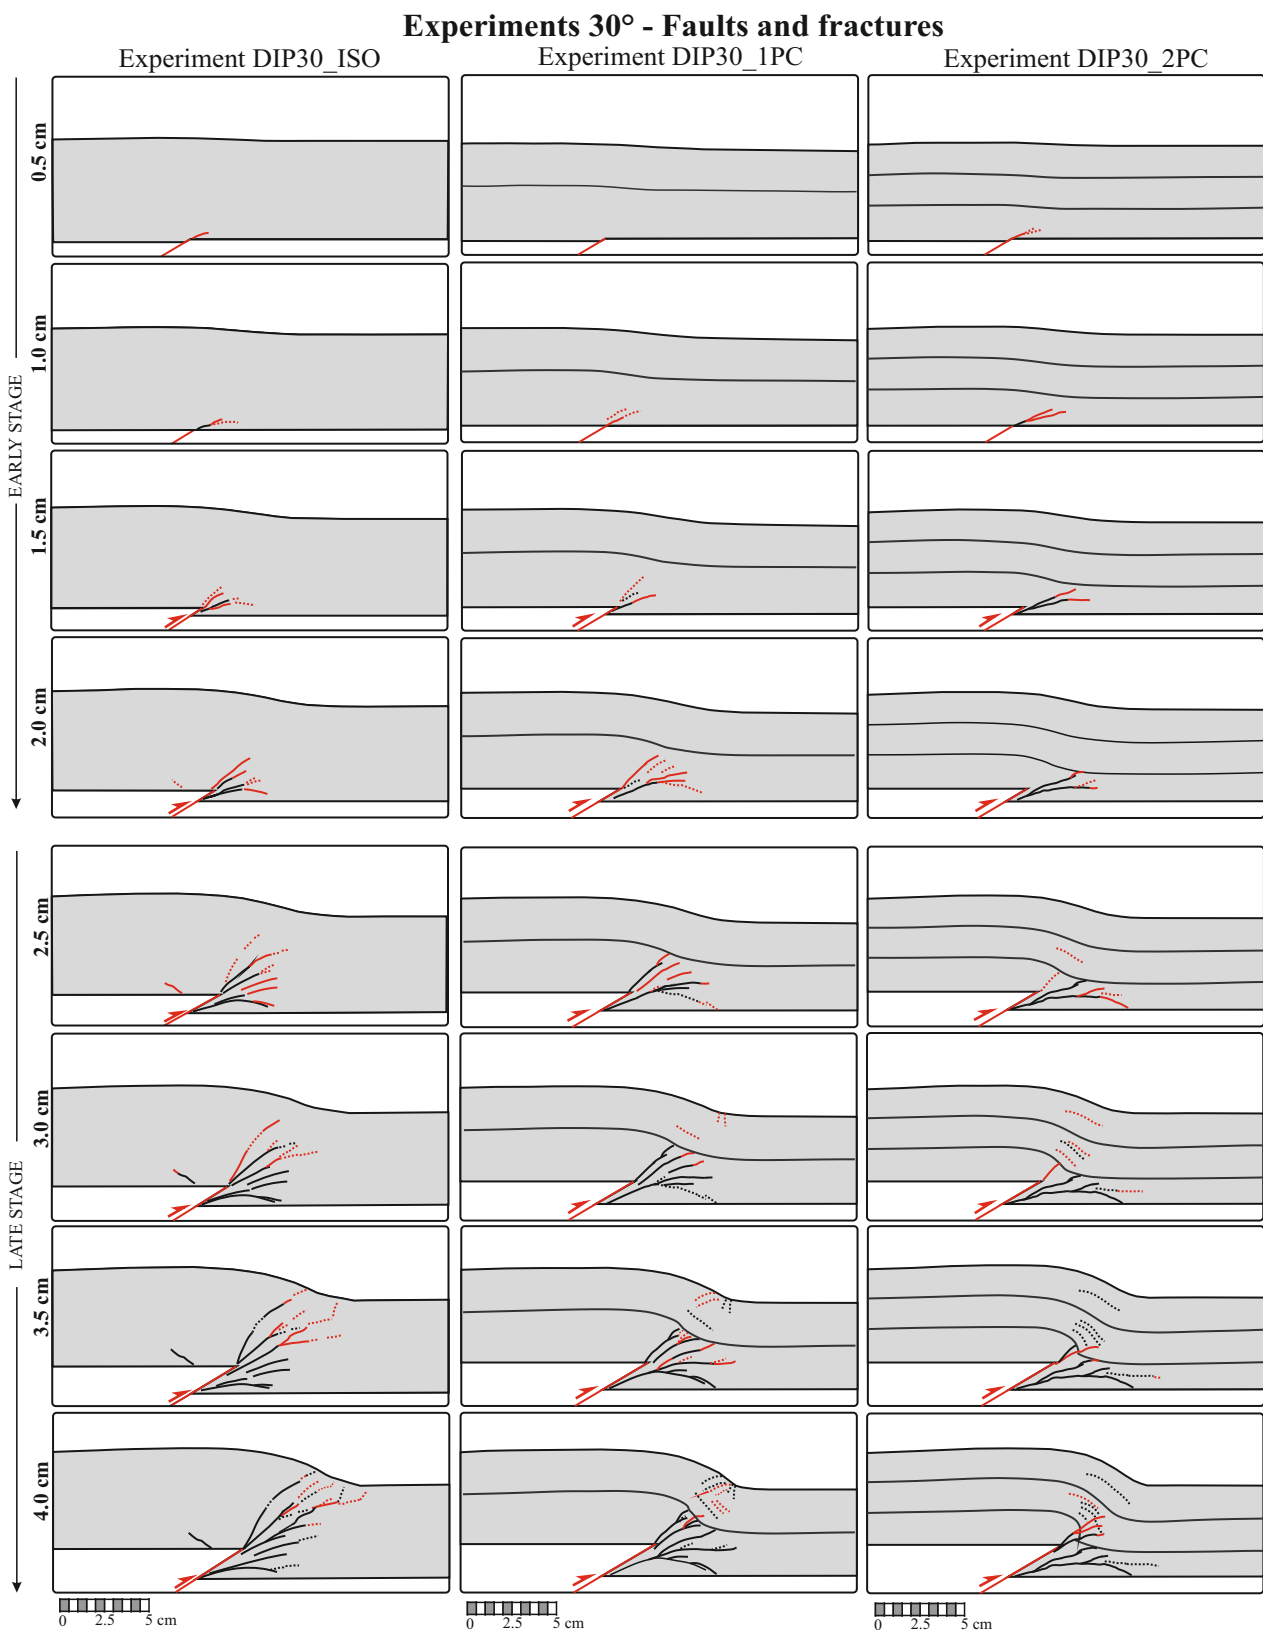 Experiments 30° - Faults and fractures
Experiment DIP30_ISO
Experiment DIP30_1PC
Experiment DIP30_2PC
EARLY STAGE
0.5 cm
1.0 cm
1.5 cm
2.0 cm
LATE STAGE
2.5 cm
3.0 cm
3.5 cm
4.0 cm
0 2.5 5 cm
0 2.5 5 cm
0 2.5 5 cm